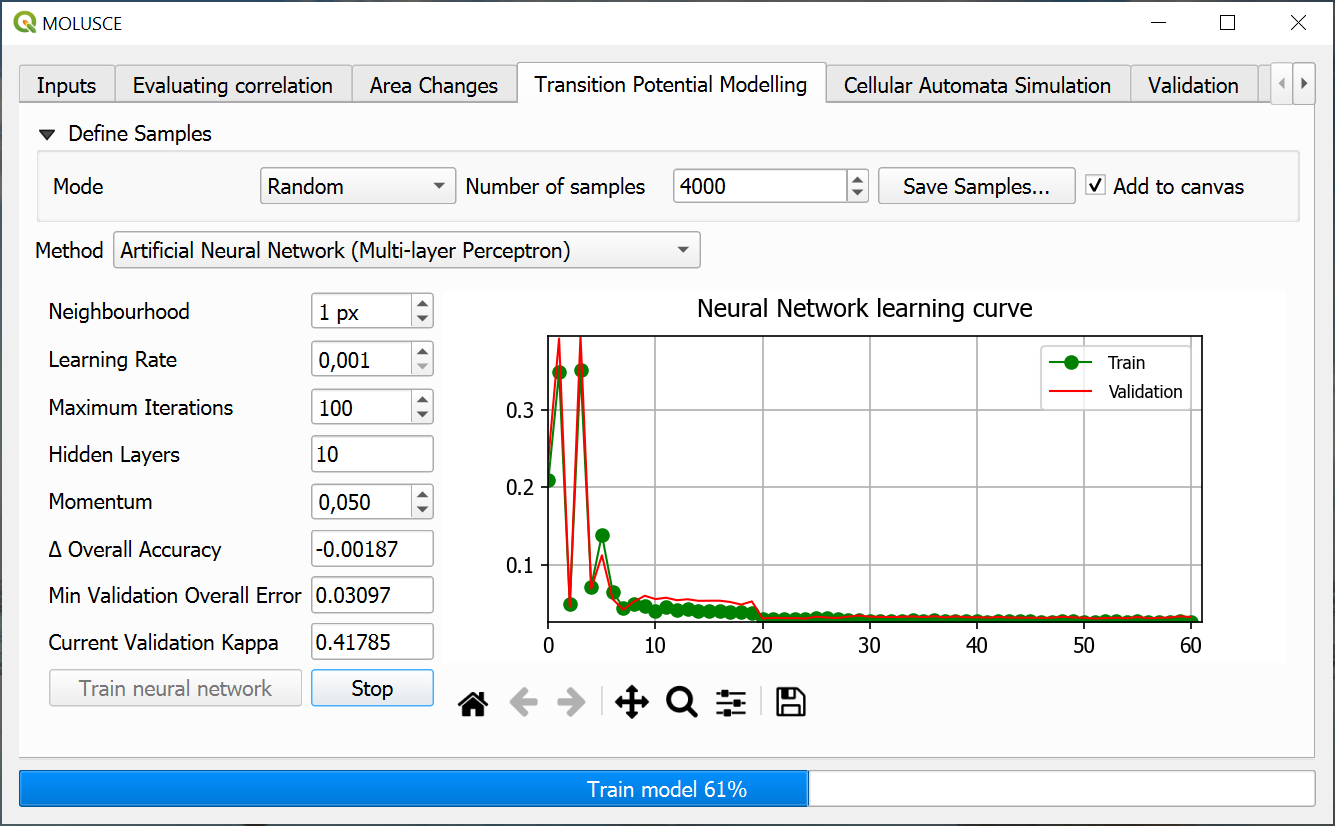 MOLUSCE
Inputs Evaluating correlation Area Changes Transition Potential Modelling Cellular Automata Simulation Validation
Define Samples
Mode Random Number of samples 4000 Save Samples... Add to canvas
Method Artificial Neural Network (Multi-layer Perceptron)
Neighbourhood 1 px
Learning Rate 0,001
Maximum Iterations 100
Hidden Layers 10
Momentum 0,050
Δ Overall Accuracy -0.00187
Min Validation Overall Error 0.03097
Current Validation Kappa 0.41785
Train neural network Stop
Neural Network learning curve
Train
Validation
0.3
0.2
0.1
0 10 20 30 40 50 60
Train model 61%